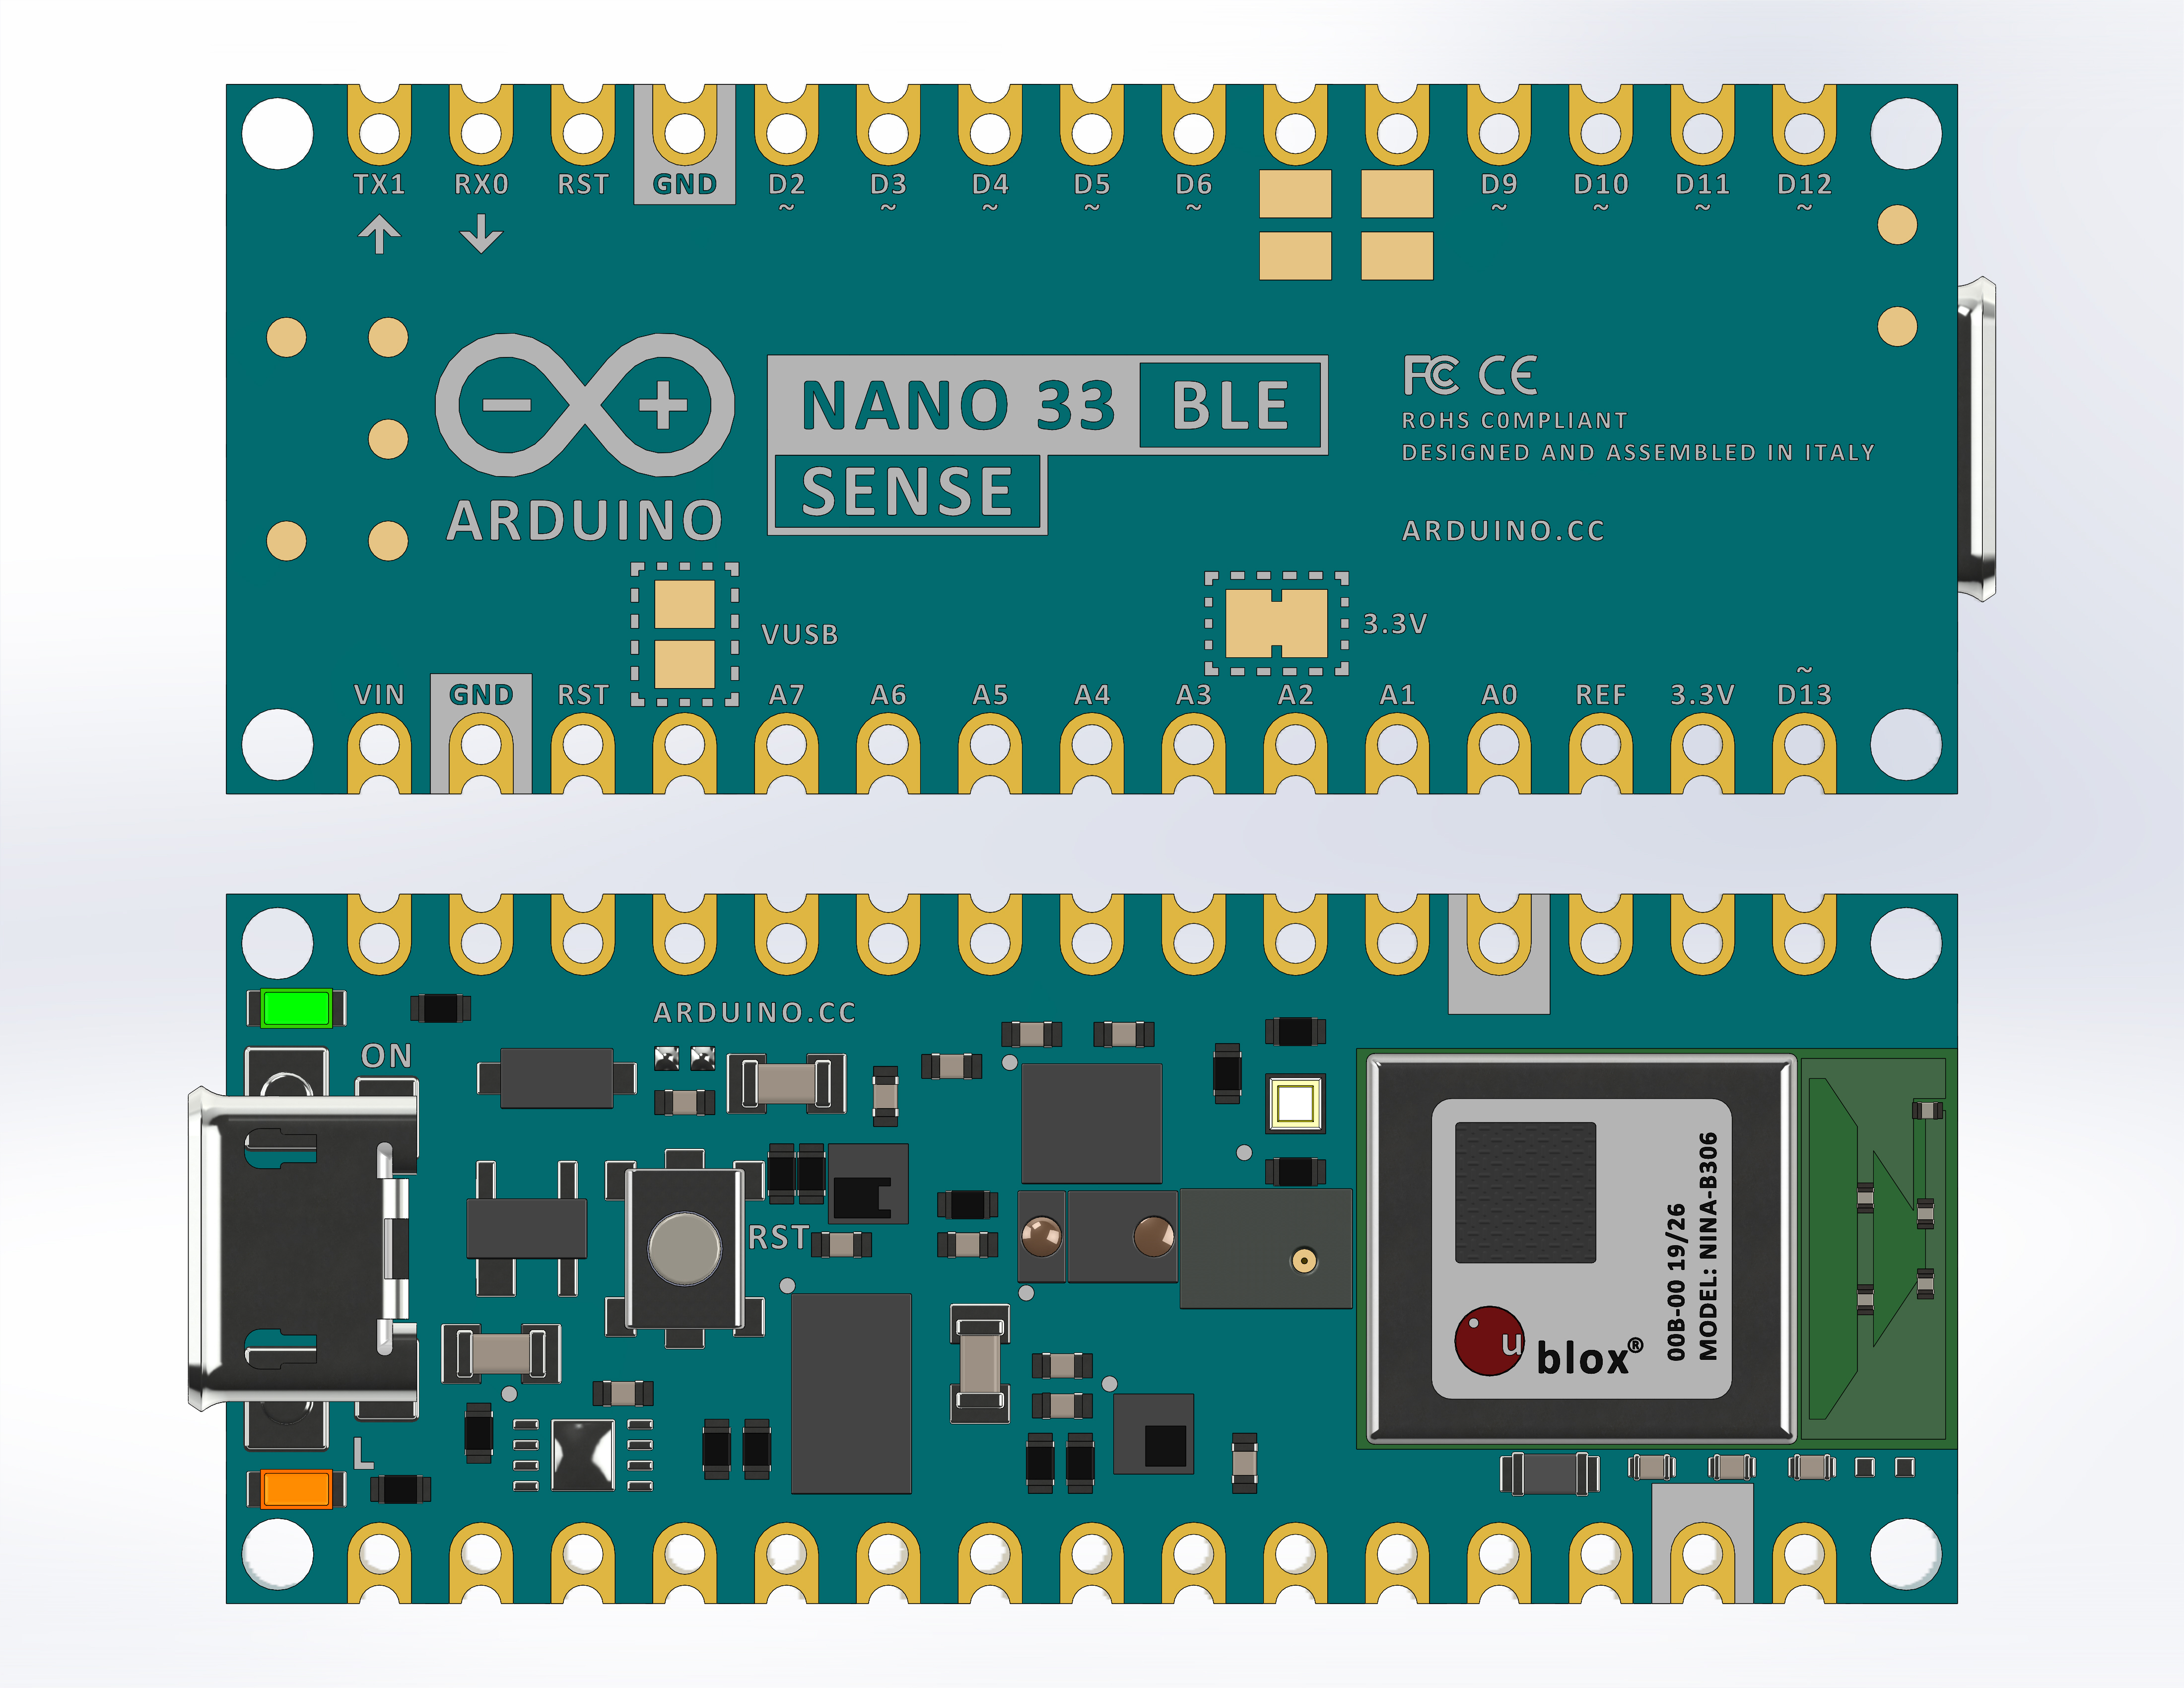 TX1 RX0 RST GND D2 D3 D4 D5 D6 D9 D10 D11 D12
~ ~ ~ ~ ~ ~ ~ ~ ~
FC CE
NANO 33 BLE
ROHS COMPLIANT
DESIGNED AND ASSEMBLED IN ITALY
SENSE
ARDUINO
ARDUINO.CC
VUSB
3.3V
~
VIN GND RST A7 A6 A5 A4 A3 A2 A1 A0 REF 3.3V D13
ARDUINO.CC
ON
RST
L
u blox®
00B-00 19/26
MODEL: NINA-B306